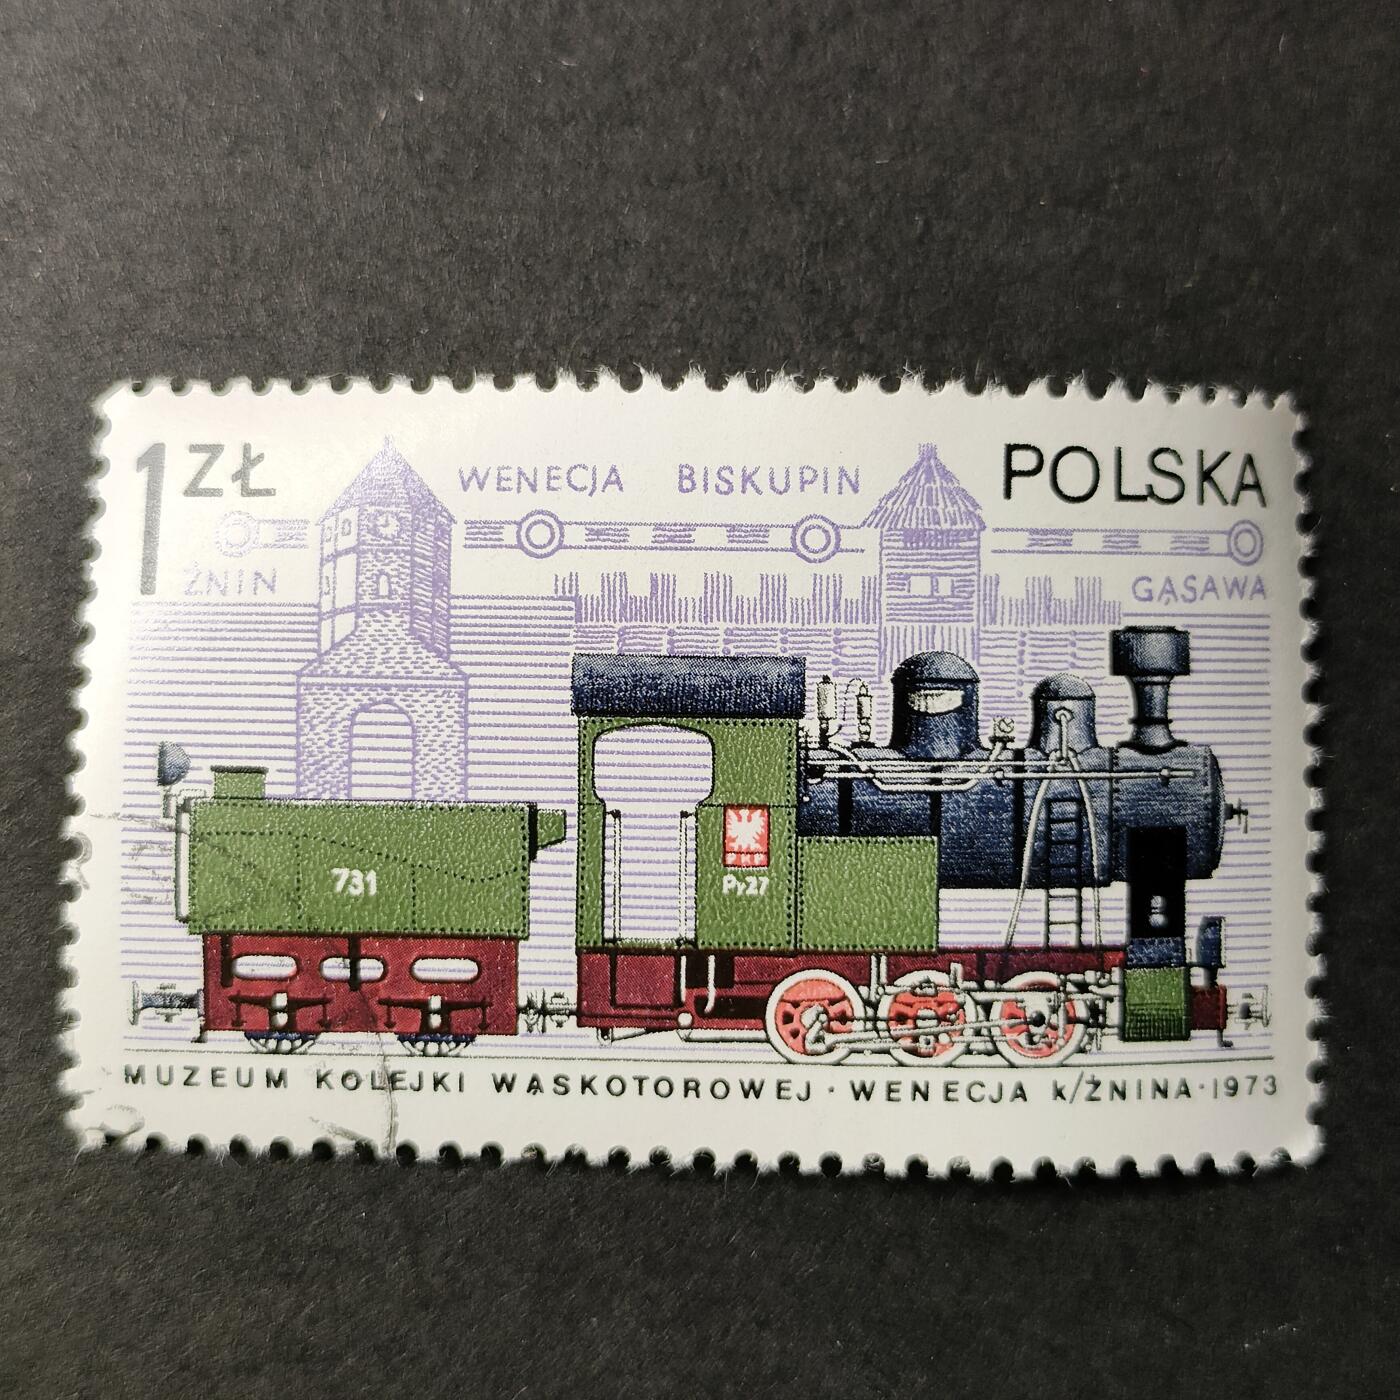 1 ZŁ
WENECJA BISKUPIN
POLSKA
ŻNIN
GĄSAWA
731
PKP
Px27
MUZEUM KOLEJKI WĄSKOTOROWEJ · WENECJA k/ŻNINA · 1973